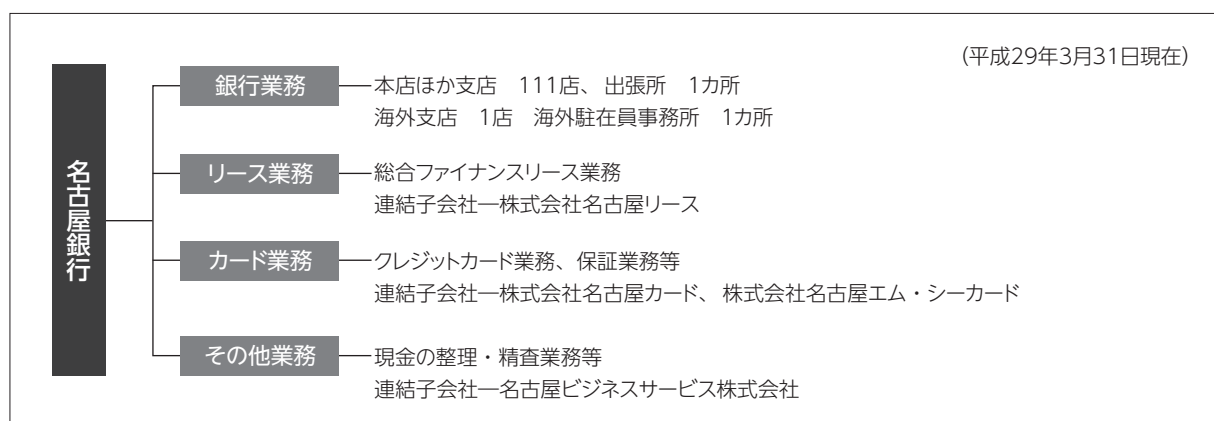 (平成29年3月31日現在)
名古屋銀行
銀行業務
本店ほか支店　111店、出張所　1カ所
海外支店　1店　海外駐在員事務所　1カ所
リース業務
総合ファイナンスリース業務
連結子会社―株式会社名古屋リース
カード業務
クレジットカード業務、保証業務等
連結子会社―株式会社名古屋カード、株式会社名古屋エム・シーカード
その他業務
現金の整理・精査業務等
連結子会社―名古屋ビジネスサービス株式会社